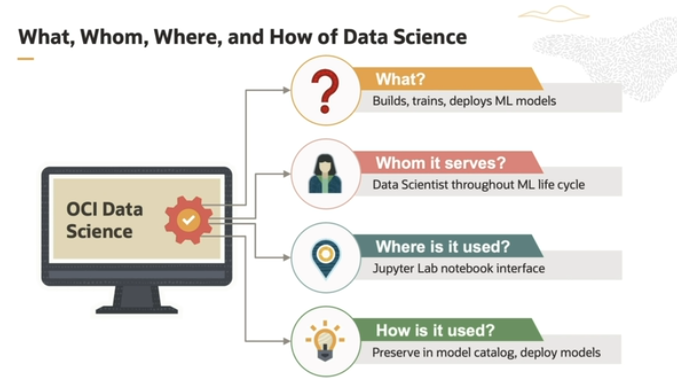 What, Whom, Where, and How of Data Science
What?
Builds, trains, deploys ML models
Whom it serves?
Data Scientist throughout ML life cycle
OCI Data
Science
Where is it used?
Jupyter Lab notebook interface
How is it used?
Preserve in model catalog, deploy models